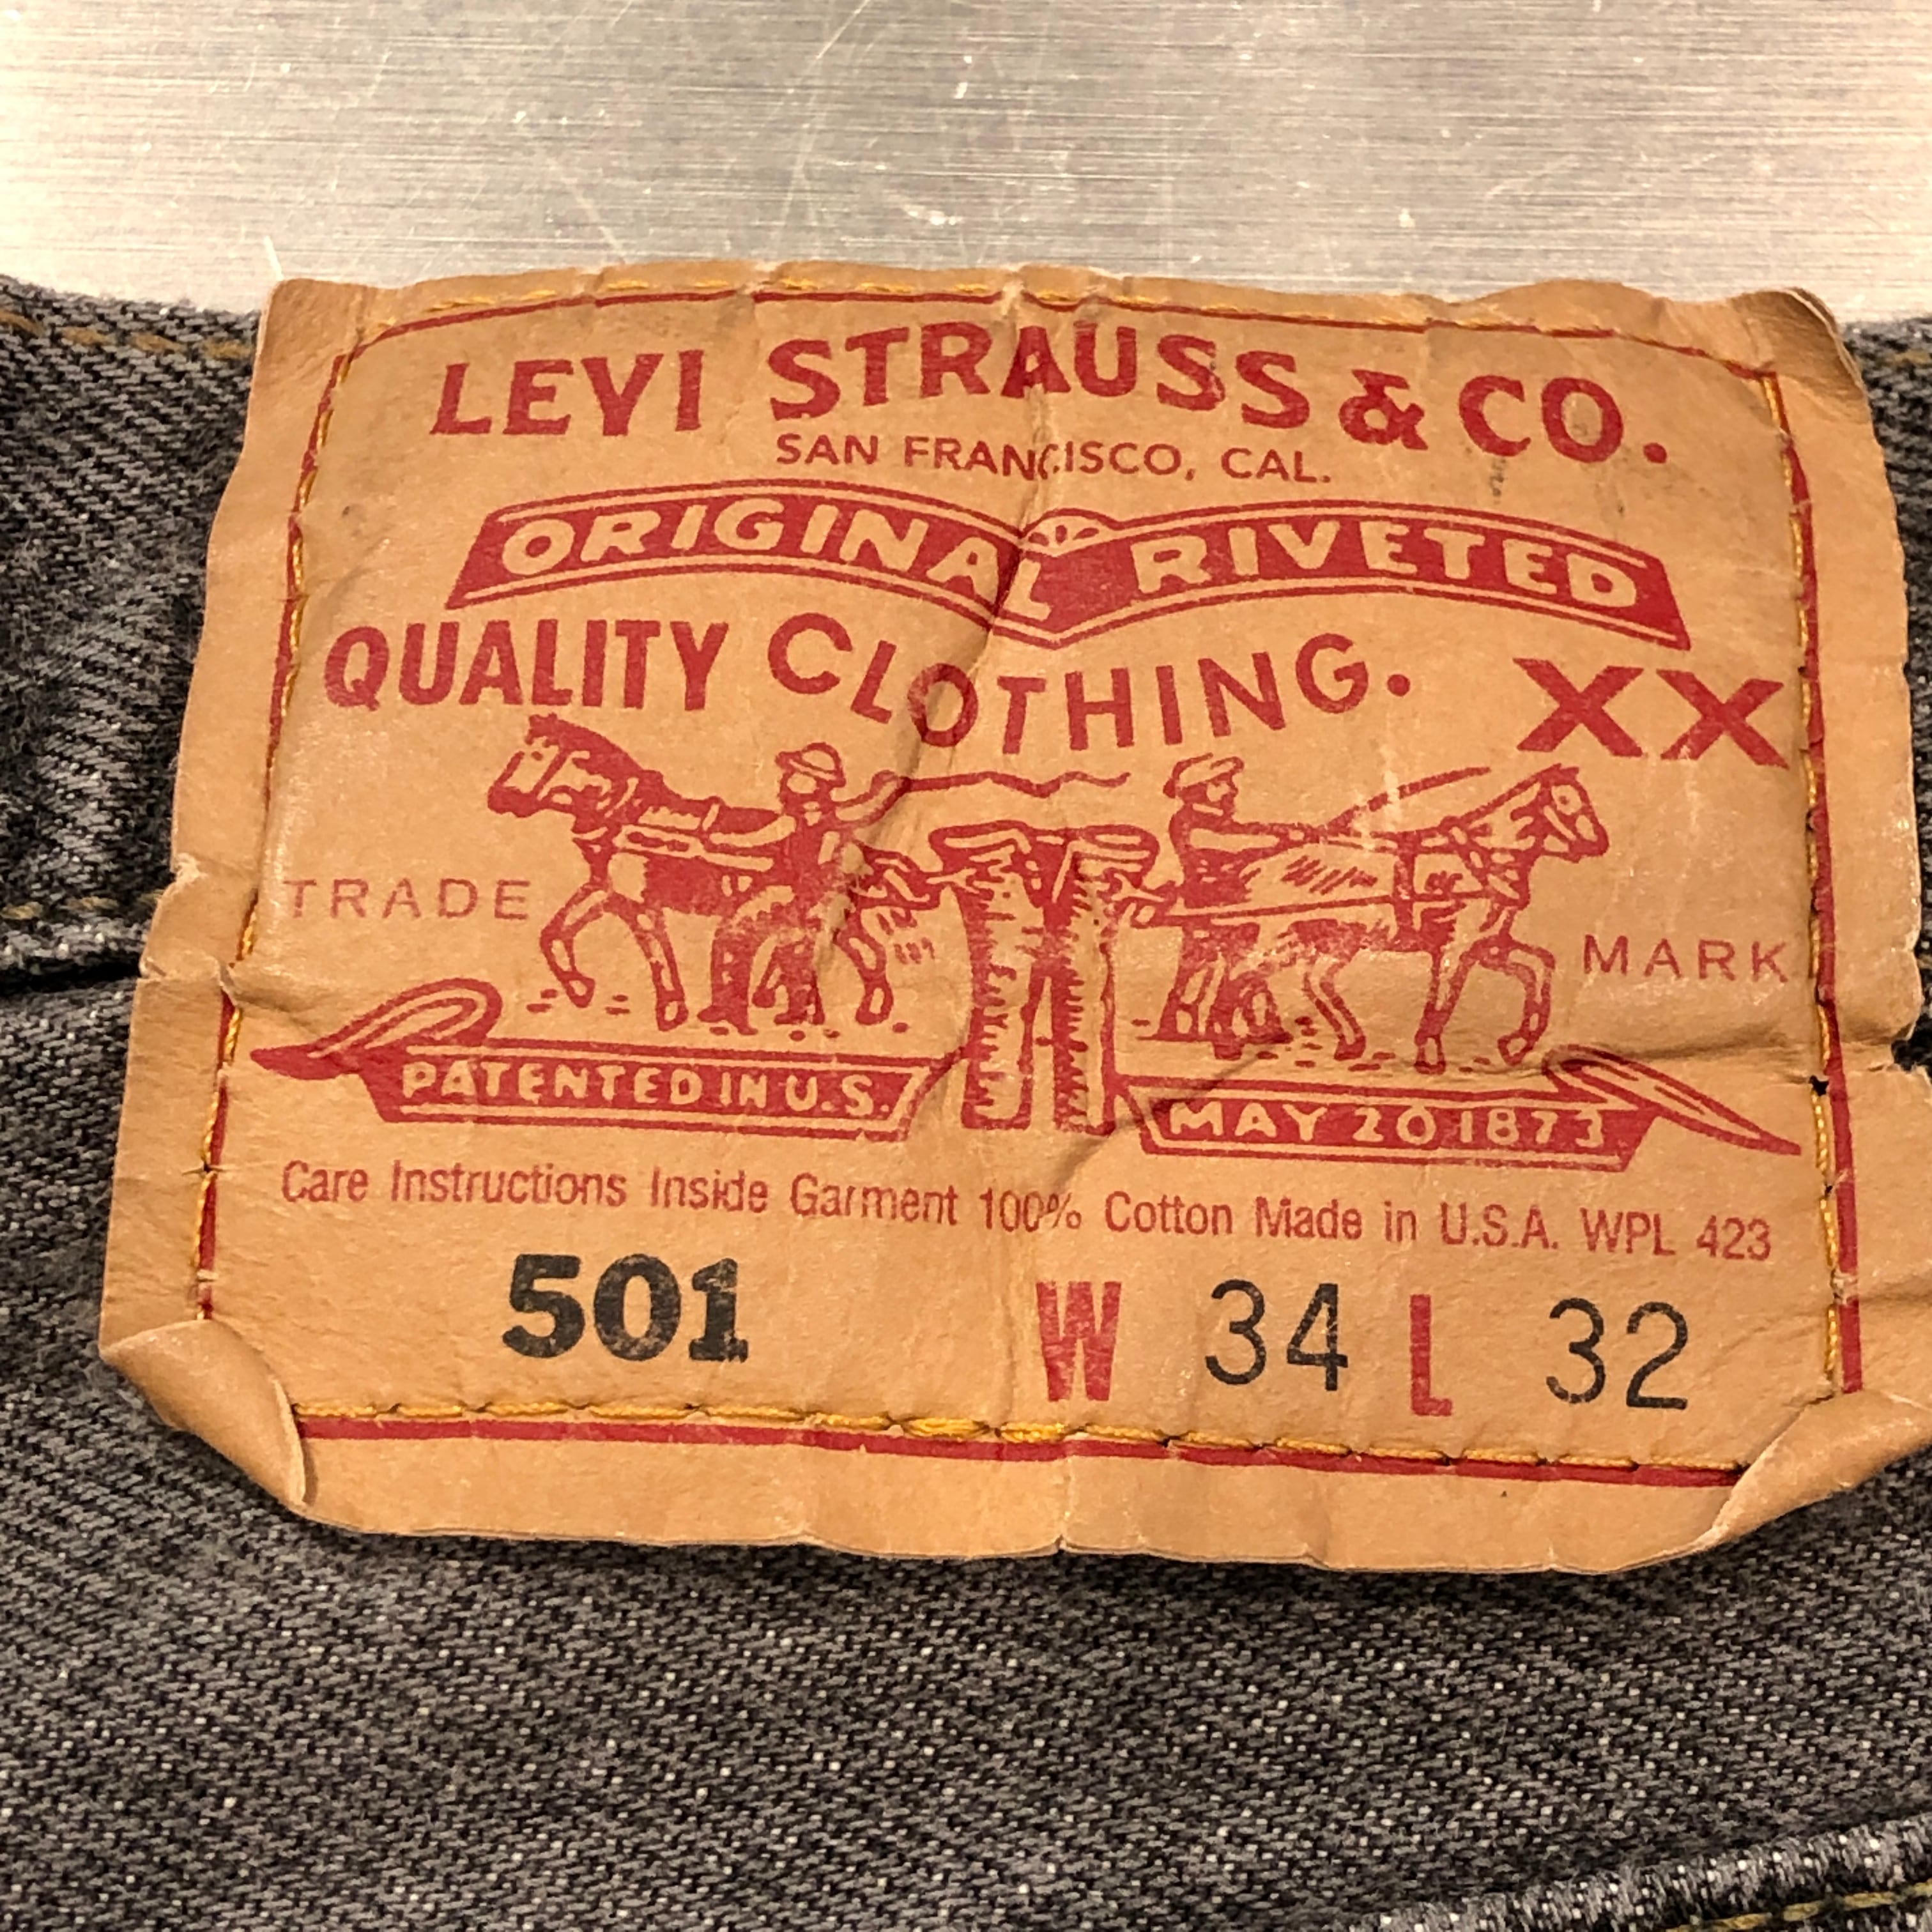 LEVI STRAUSS & CO.
SAN FRANCISCO, CAL.
ORIGINAL RIVETED
QUALITY CLOTHING. XX
TRADE MARK
PATENTED IN U.S. MAY 20 1873
Care Instructions Inside Garment 100% Cotton Made in U.S.A. WPL 423
501 W 34 L 32